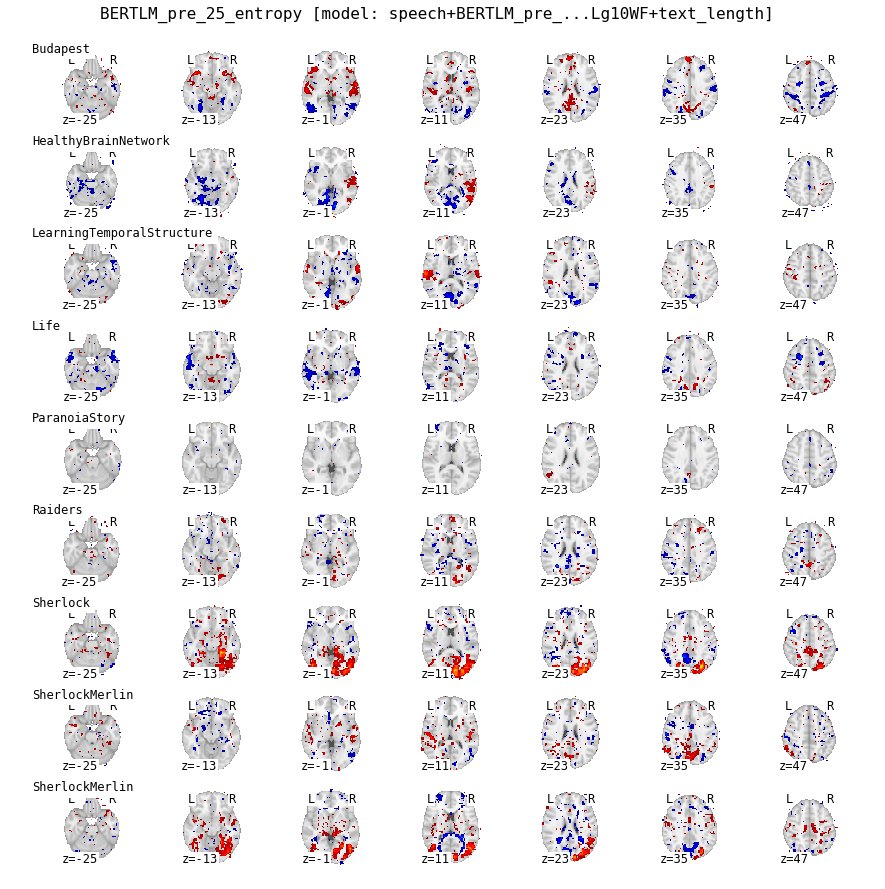 BERTLM_pre_25_entropy [model: speech+BERTLM_pre_...Lg10WF+text_length]
Budapest
L R L R L R L R L R L R L R
z=-25 z=-13 z=-1 z=11 z=23 z=35 z=47
HealthyBrainNetwork
L R L R L R L R L R L R L R
z=-25 z=-13 z=-1 z=11 z=23 z=35 z=47
LearningTemporalStructure
L R L R L R L R L R L R L R
z=-25 z=-13 z=-1 z=11 z=23 z=35 z=47
Life
L R L R L R L R L R L R L R
z=-25 z=-13 z=-1 z=11 z=23 z=35 z=47
ParanoiaStory
L R L R L R L R L R L R L R
z=-25 z=-13 z=-1 z=11 z=23 z=35 z=47
Raiders
L R L R L R L R L R L R L R
z=-25 z=-13 z=-1 z=11 z=23 z=35 z=47
Sherlock
L R L R L R L R L R L R L R
z=-25 z=-13 z=-1 z=11 z=23 z=35 z=47
SherlockMerlin
L R L R L R L R L R L R L R
z=-25 z=-13 z=-1 z=11 z=23 z=35 z=47
SherlockMerlin
L R L R L R L R L R L R L R
z=-25 z=-13 z=-1 z=11 z=23 z=35 z=47